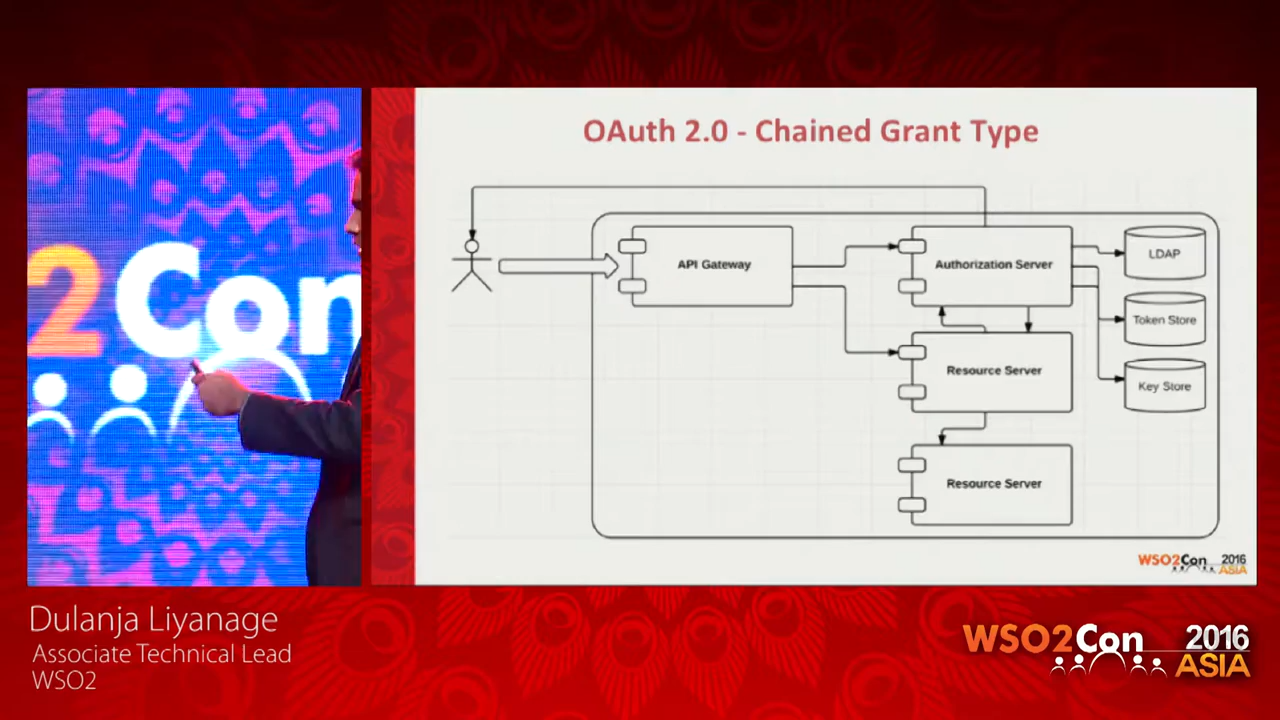 OAuth 2.0 - Chained Grant Type
API Gateway
Authorization Server
LDAP
Token Store
Resource Server
Key Store
Resource Server
WSO2Con 2016
ASIA
2Con
Dulanja Liyanage
Associate Technical Lead
WSO2
WSO2Con 2016
ASIA